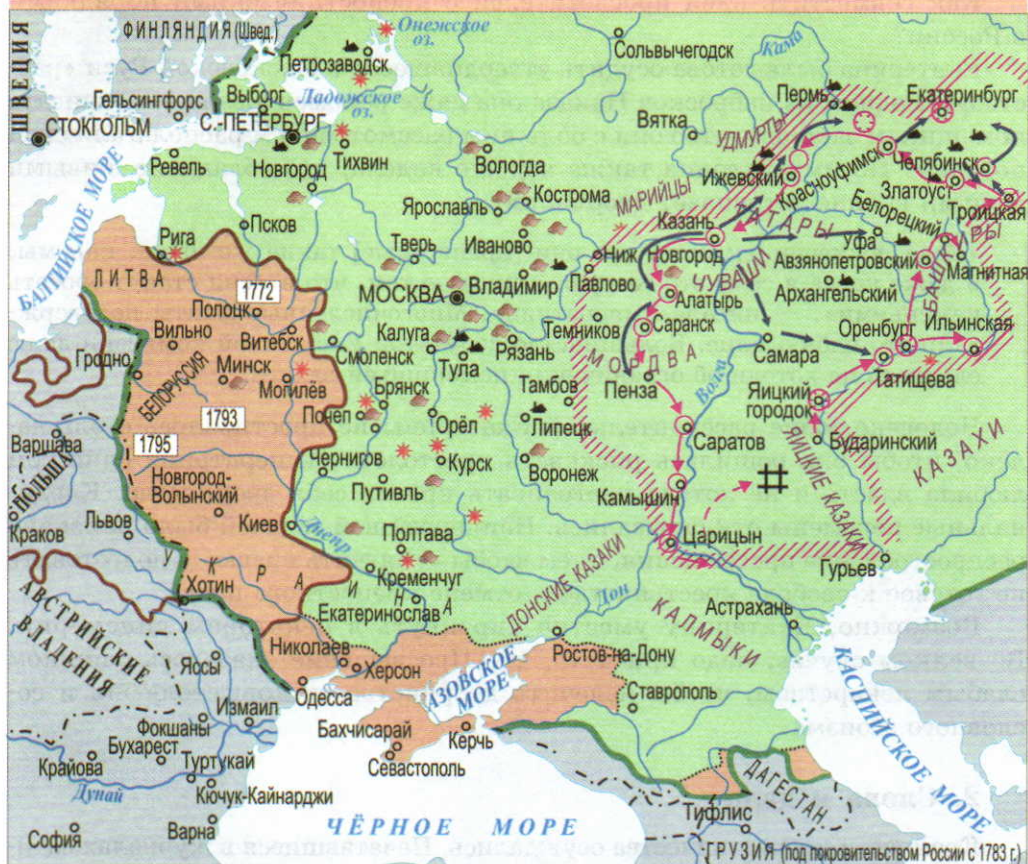 ШВЕЦИЯ
ФИНЛЯНДИЯ (Швед.)
Онежское
оз.
Петрозаводск
Сольвычегодск
Кама
Гельсингфорс
Выборг
Ладожское
оз.
СТОКГОЛЬМ
С.-ПЕТЕРБУРГ
Тихвин
Ревель
Новгород
Вологда
Вятка
Пермь
Екатеринбург
УДМУРТЫ
Ижевский
Красноуфимск
Челябинск
Златоуст
Троицкая
БАЛТИЙСКОЕ МОРЕ
Псков
Ярославль
Кострома
МАРИЙЦЫ
Казань
ТАТАРЫ
Белорецкий
Рига
Тверь
Иваново
Ниж. Новгород
Уфа
БАШКИРЫ
ЛИТВА
1772
МОСКВА
Владимир
Павлово
ЧУВАШИ
Авзянопетровский
Магнитная
Полоцк
Алатырь
Архангельский
Вильно
Витебск
Смоленск
Калуга
Рязань
Темников
Саранск
Оренбург
Ильинская
Гродно
Минск
Тула
МОРДВА
Самара
Татищева
БЕЛОРУССИЯ
Могилёв
Брянск
Тамбов
Пенза
Волга
Яицкий
городок
1793
Почеп
Орёл
Липецк
Варшава
1795
Саратов
Бударинский
ПОЛЬША
Чернигов
Курск
Воронеж
ЯИЦКИЕ КАЗАКИ
КАЗАХИ
Новгород-
Волынский
Путивль
Камышин
Краков
Львов
Киев
Днепр
Полтава
Царицын
Гурьев
Хотин
Кременчуг
УКРАИНА
Екатеринослав
ДОНСКИЕ КАЗАКИ
Дон
КАЛМЫКИ
Астрахань
АВСТРИЙСКИЕ
ВЛАДЕНИЯ
Николаев
Херсон
Ростов-на-Дону
Яссы
Одесса
АЗОВСКОЕ
МОРЕ
Ставрополь
КАСПИЙСКОЕ МОРЕ
Фокшаны
Измаил
Бахчисарай
Керчь
Бухарест
Севастополь
Крайова
Туртукай
ДАГЕСТАН
Дунай
Кючук-Кайнарджи
Тифлис
София
Варна
ЧЁРНОЕ МОРЕ
ГРУЗИЯ (под покровительством России с 1783 г.)